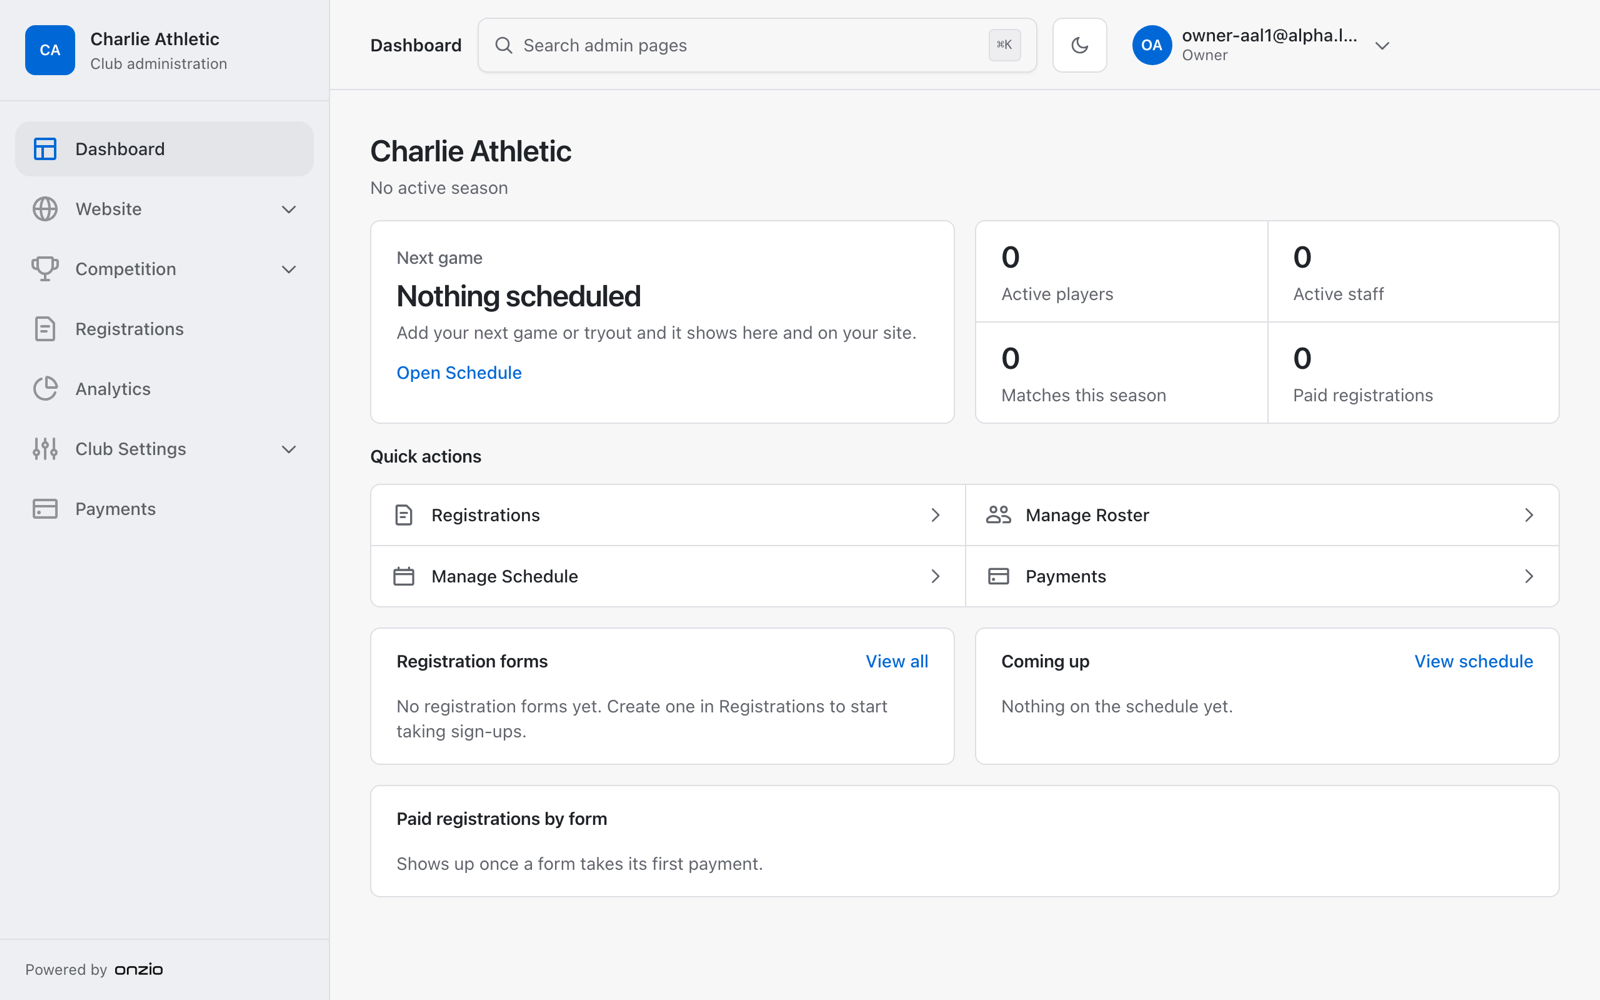 CA
Charlie Athletic
Club administration
Dashboard
Website
Competition
Registrations
Analytics
Club Settings
Payments
Powered by onzio
Dashboard
Search admin pages
⌘K
OA
owner-aal1@alpha.l...
Owner
Charlie Athletic
No active season
Next game
Nothing scheduled
Add your next game or tryout and it shows here and on your site.
Open Schedule
0
Active players
0
Active staff
0
Matches this season
0
Paid registrations
Quick actions
Registrations
Manage Roster
Manage Schedule
Payments
Registration forms
View all
No registration forms yet. Create one in Registrations to start
taking sign-ups.
Coming up
View schedule
Nothing on the schedule yet.
Paid registrations by form
Shows up once a form takes its first payment.